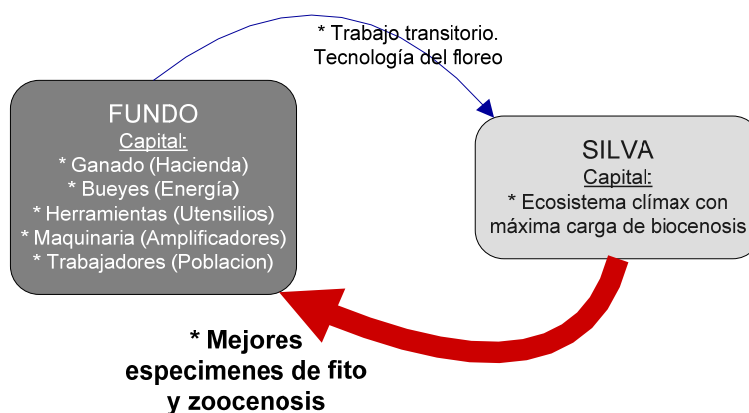 * Trabajo transitorio.
Tecnología del floreo
FUNDO
Capital:
* Ganado (Hacienda)
* Bueyes (Energía)
* Herramientas (Utensilios)
* Maquinaria (Amplificadores)
* Trabajadores (Poblacion)
SILVA
Capital:
* Ecosistema clímax con
máxima carga de biocenosis
* Mejores
especimenes de fito
y zoocenosis